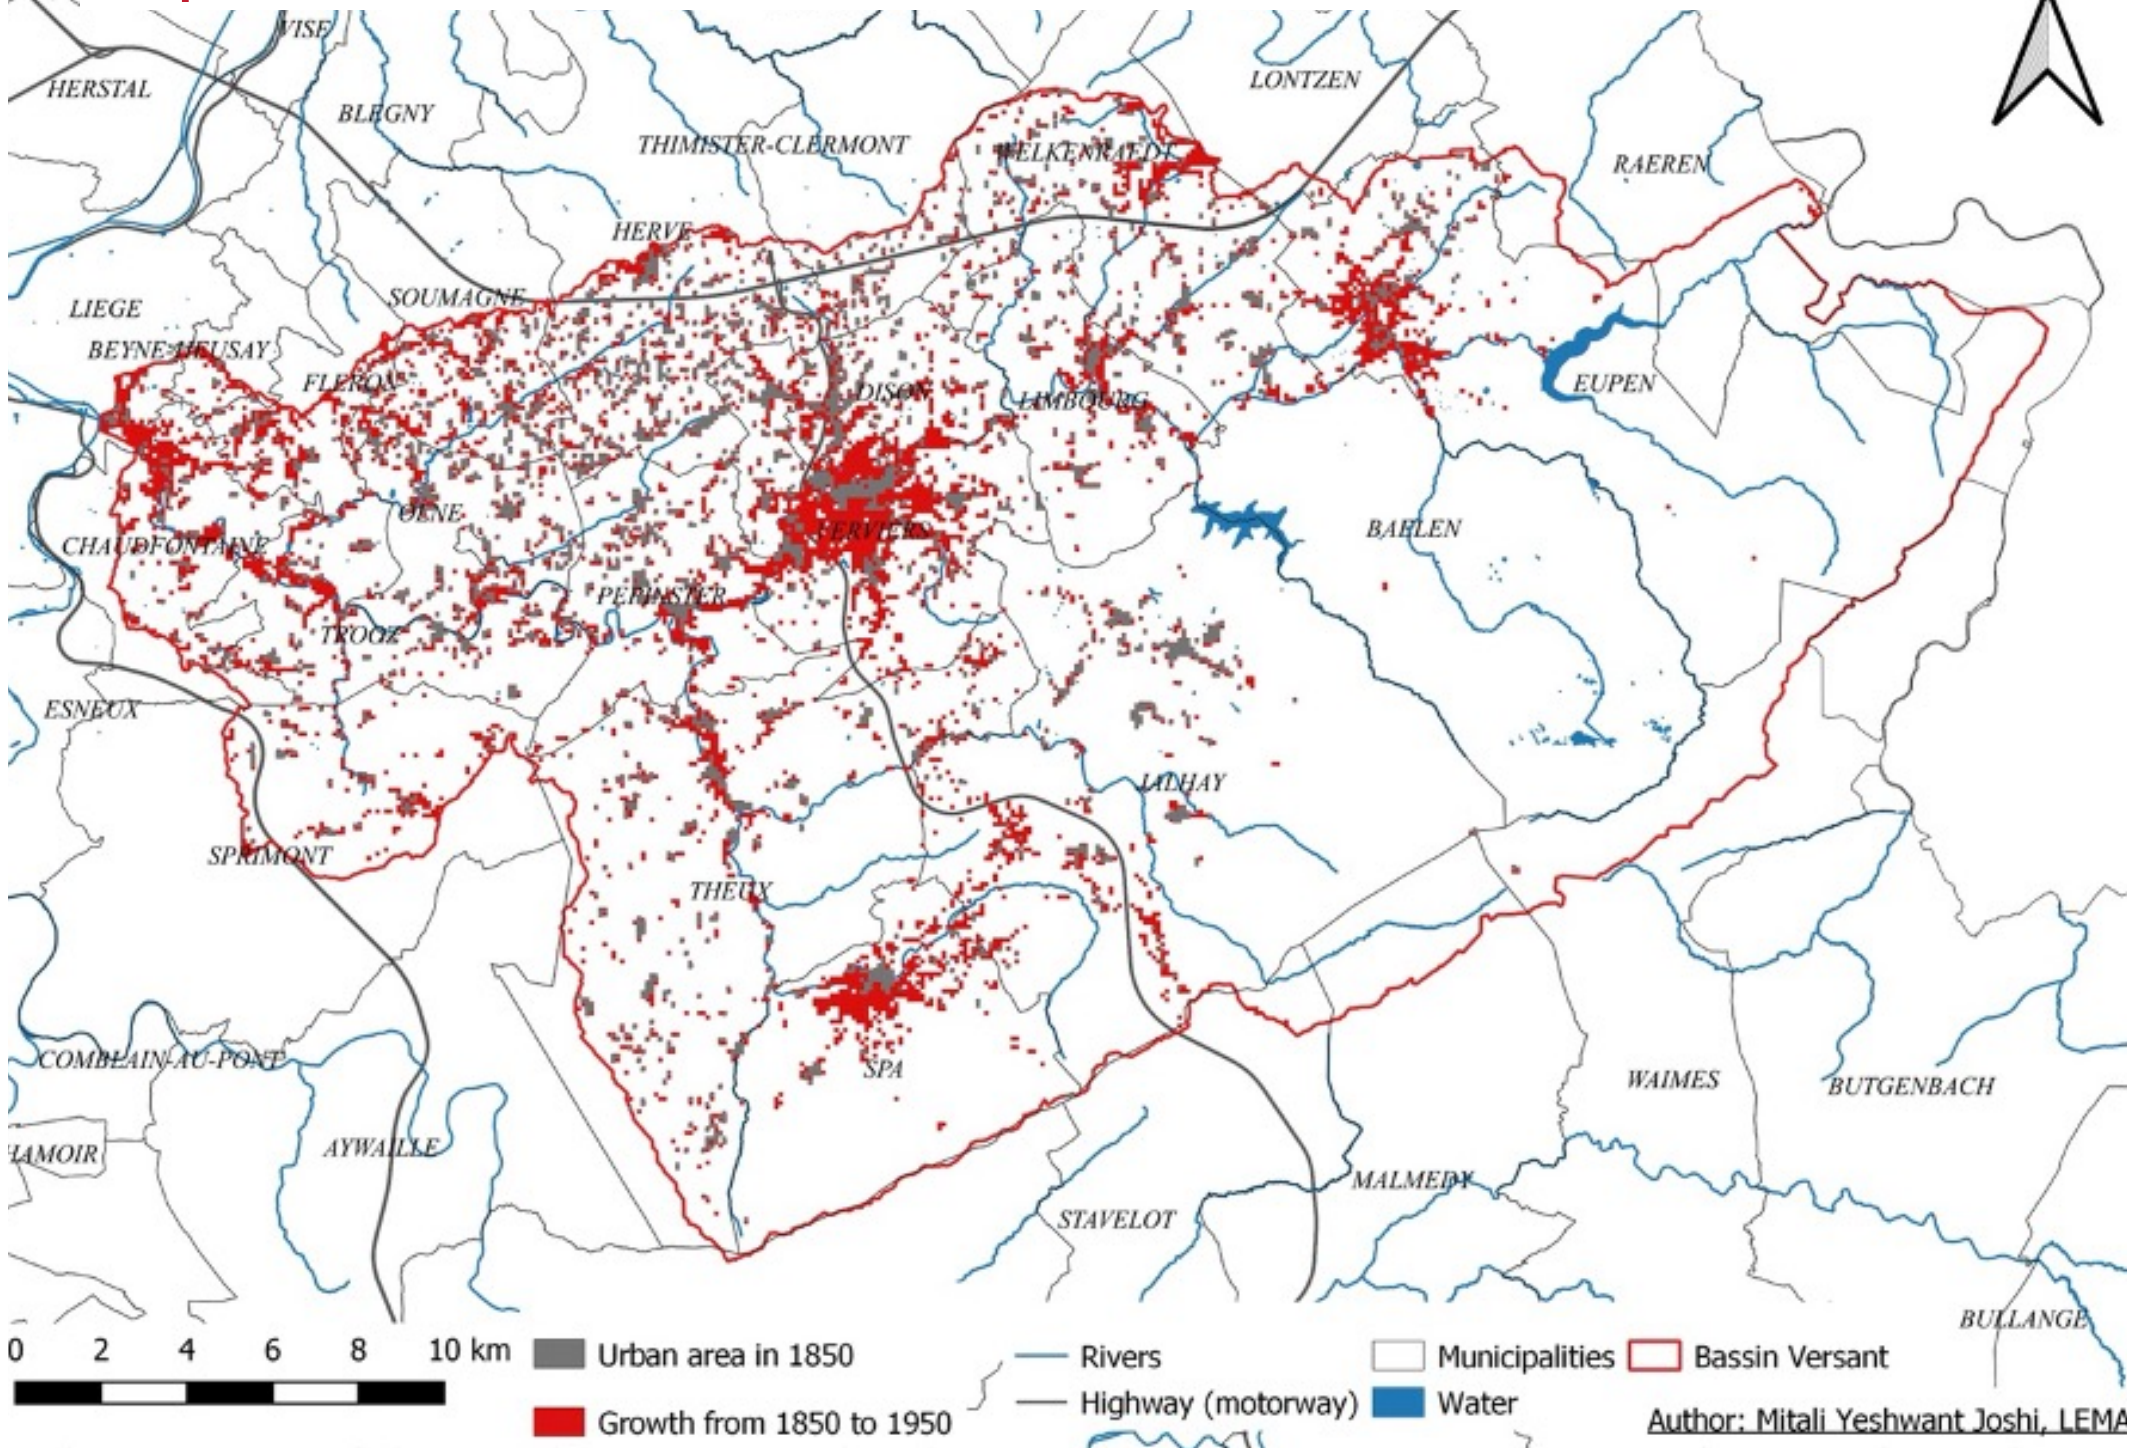 VISE
HERSTAL
LONTZEN
BLEGNY
THIMISTER-CLERMONT
WELKENRAEDT
RAEREN
HERVE
SOUMAGNE
LIEGE
BEYNE-HEUSAY
FLERON
DISON
EUPEN
LIMBOURG
OLNE
BAELEN
VERVIERS
CHAUDFONTAINE
PEPINSTER
TROOZ
ESNEUX
JALHAY
SPRIMONT
THEUX
COMBLAIN-AU-PONT
SPA
WAIMES
BUTGENBACH
AYWAILLE
HAMOIR
MALMEDY
STAVELOT
BULLANGE
0 2 4 6 8 10 km
Urban area in 1850
Growth from 1850 to 1950
Rivers
Highway (motorway)
Municipalities
Water
Bassin Versant
Author: Mitali Yeshwant Joshi, LEMA